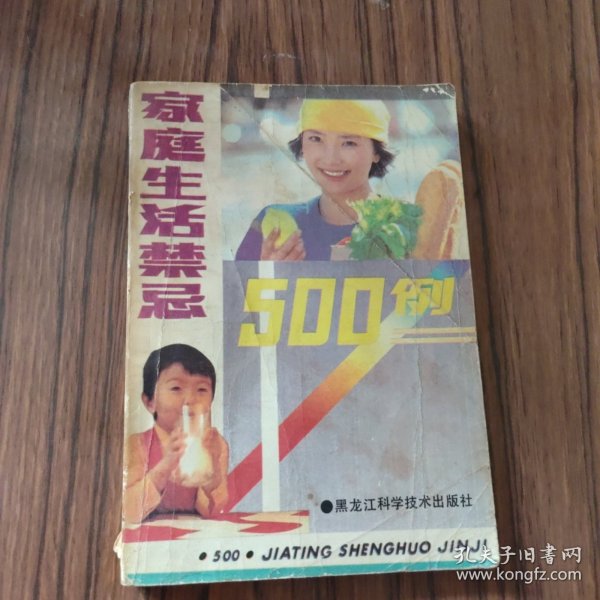 家庭生活禁忌
500例
●黑龙江科学技术出版社
•500• JIATING SHENGHUO JINJI
孔夫子旧书网
www.kongfz.com